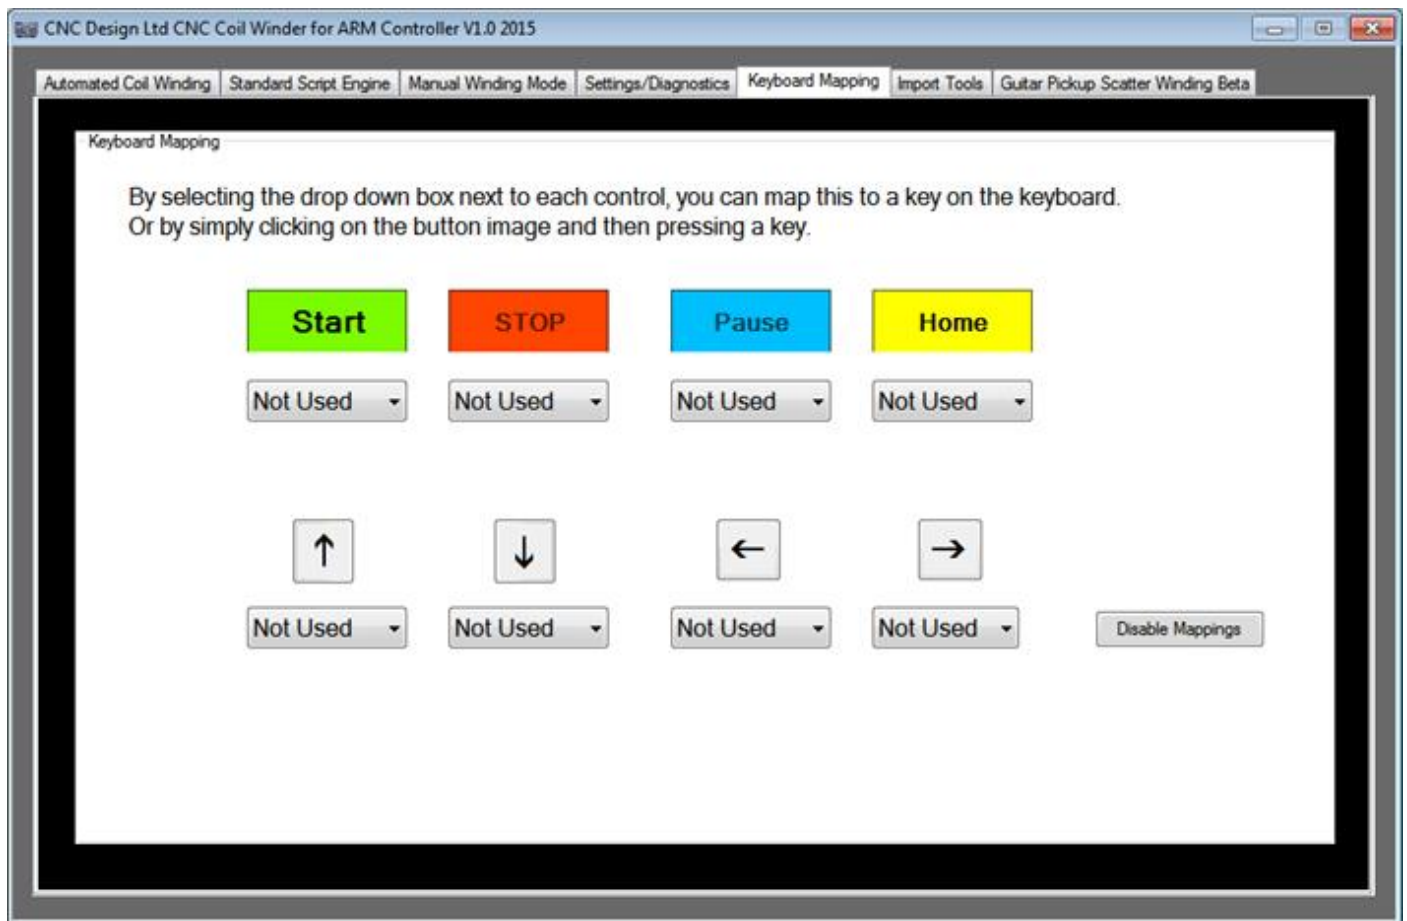 CNC Design Ltd CNC Coil Winder for ARM Controller V1.0 2015
Automated Coil Winding Standard Script Engine Manual Winding Mode Settings/Diagnostics Keyboard Mapping Import Tools Guitar Pickup Scatter Winding Beta
Keyboard Mapping
By selecting the drop down box next to each control, you can map this to a key on the keyboard.
Or by simply clicking on the button image and then pressing a key.
Start STOP Pause Home
Not Used Not Used Not Used Not Used
↑ ↓ ← →
Not Used Not Used Not Used Not Used Disable Mappings